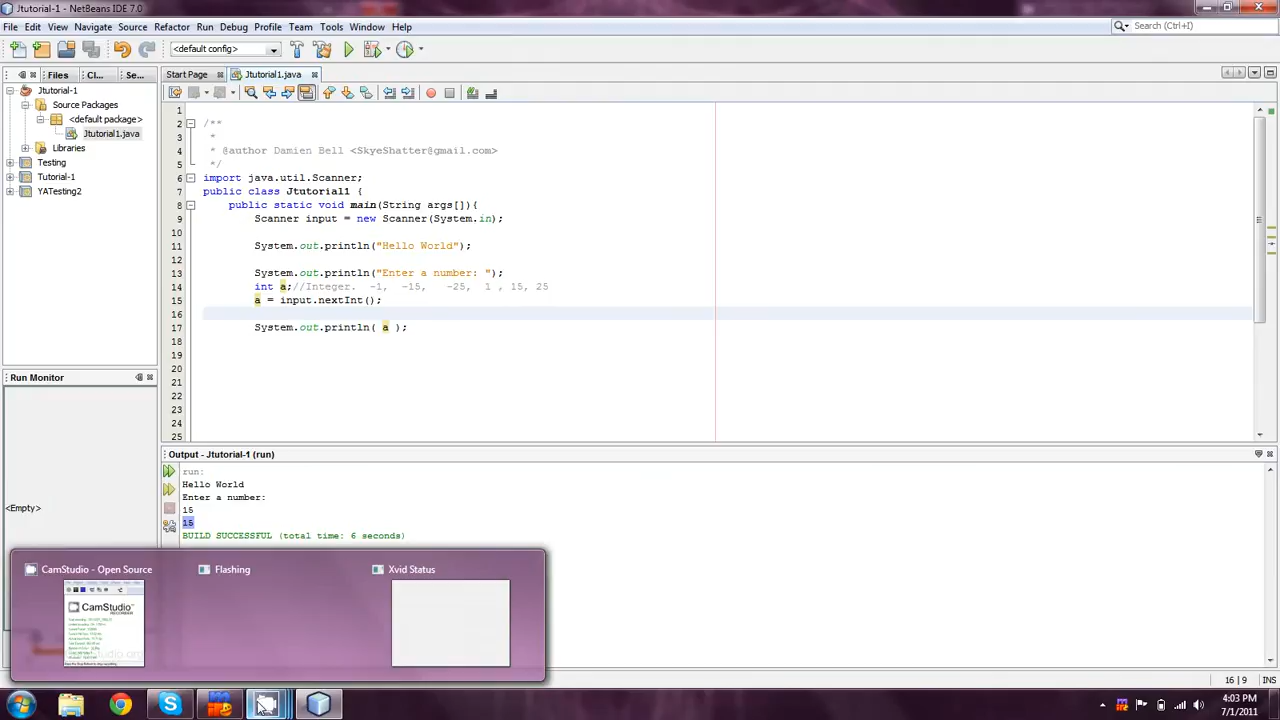 Jtutorial-1 - NetBeans IDE 7.0
File Edit View Navigate Source Refactor Run Debug Profile Team Tools Window Help
Search (Ctrl+I)
<default config>
Files Cl... Se...
Start Page Jtutorial1.java
Jtutorial-1
Source Packages
<default package>
Jtutorial1.java
Libraries
Testing
Tutorial-1
YATesting2
Run Monitor
<Empty>
1
2 /**
3 *
4 * @author Damien Bell <SkyeShatter@gmail.com>
5 */
6 import java.util.Scanner;
7 public class Jtutorial1 {
8 public static void main(String args[]){
9 Scanner input = new Scanner(System.in);
10
11 System.out.println("Hello World");
12
13 System.out.println("Enter a number: ");
14 int a;//Integer. -1, -15, -25, 1 , 15, 25
15 a = input.nextInt();
16
17 System.out.println( a );
18
19
20
21
22
23
24
25
Output - Jtutorial-1 (run)
run:
Hello World
Enter a number:
15
15
BUILD SUCCESSFUL (total time: 6 seconds)
CamStudio - Open Source Flashing Xvid Status
CamStudio
16 | 9 INS
4:03 PM
7/1/2011